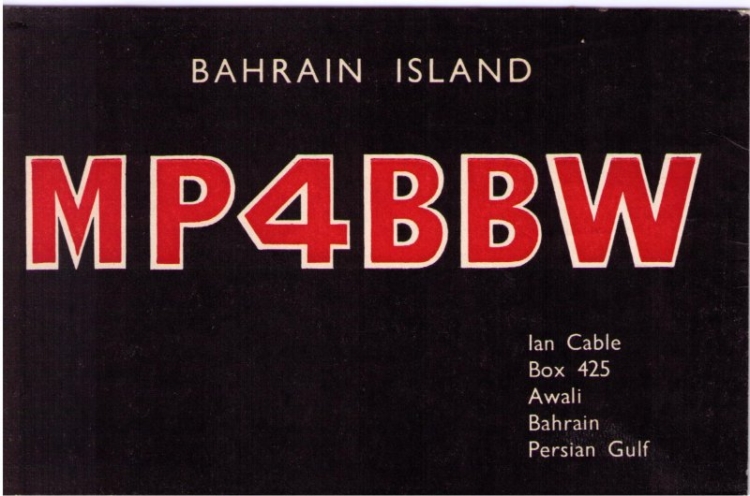 BAHRAIN ISLAND
MP4BBW
Ian Cable
Box 425
Awali
Bahrain
Persian Gulf